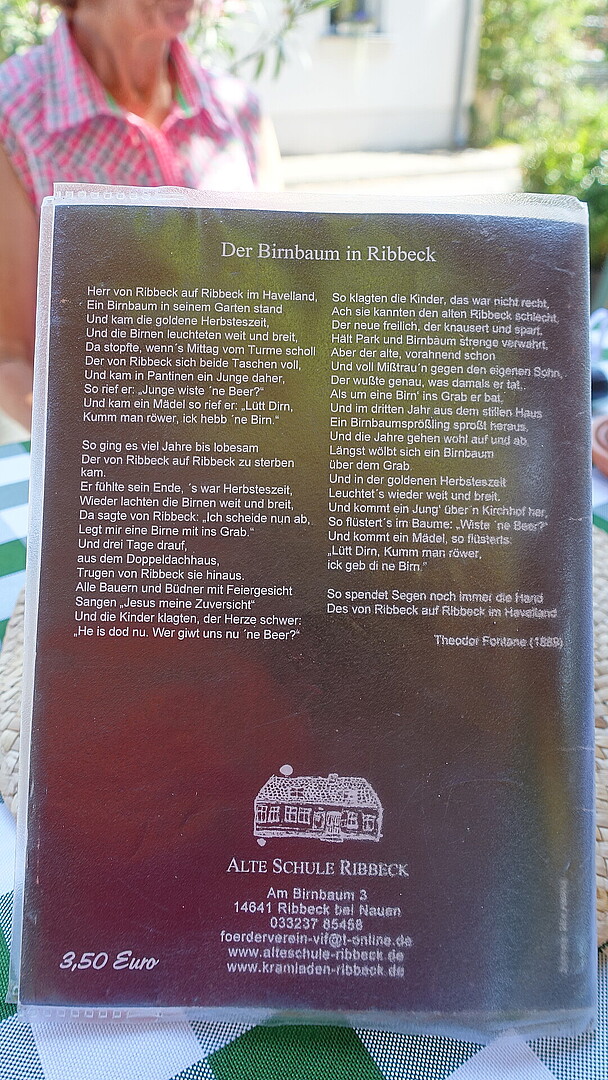 Der Birnbaum in Ribbeck
Herr von Ribbeck auf Ribbeck im Havelland,
Ein Birnbaum in seinem Garten stand
Und kam die goldene Herbsteszeit,
Und die Birnen leuchteten weit und breit,
Da stopfte, wenn´s Mittag vom Turme scholl
Der von Ribbeck sich beide Taschen voll,
Und kam in Pantinen ein Junge daher,
So rief er: „Junge wiste ´ne Beer?“
Und kam ein Mädel so rief er: „Lütt Dirn,
Kumm man röwer, ick hebb ´ne Birn.“
So ging es viel Jahre bis lobesam
Der von Ribbeck auf Ribbeck zu sterben
kam.
Er fühlte sein Ende, ´s war Herbsteszeit,
Wieder lachten die Birnen weit und breit,
Da sagte von Ribbeck: „Ich scheide nun ab,
Legt mir eine Birne mit ins Grab.“
Und drei Tage drauf,
aus dem Doppeldachhaus,
Trugen von Ribbeck sie hinaus.
Alle Bauern und Büdner mit Feiergesicht
Sangen „Jesus meine Zuversicht“
Und die Kinder klagten, der Herze schwer:
„He is dod nu. Wer giwt uns nu ´ne Beer?“
So klagten die Kinder, das war nicht recht,
Ach sie kannten den alten Ribbeck schlecht,
Der neue freilich, der knausert und spart,
Hält Park und Birnbaum strenge verwahrt,
Aber der alte, vorahnend schon
Und voll Mißtrau´n gegen den eigenen Sohn,
Der wußte genau, was damals er tat,
Als um eine Birn‘ ins Grab er bat,
Und im dritten Jahr aus dem stillen Haus
Ein Birnbaumsprößling sproßt heraus,
Und die Jahre gehen wohl auf und ab
Längst wölbt sich ein Birnbaum
über dem Grab
Und in der goldenen Herbsteszeit
Leuchtet´s wieder weit und breit.
Und kommt ein Jung‘ über´n Kirchhof her,
So flüstert´s im Baume: „Wiste ´ne Beer?“
Und kommt ein Mädel, so flüsterts:
„Lütt Dirn, Kumm man röwer,
ick geb di ne Birn.“
So spendet Segen noch immer die Hand
Des von Ribbeck auf Ribbeck im Havelland
Theodor Fontane (1889)
ALTE SCHULE RIBBECK
Am Birnbaum 3
14641 Ribbeck bei Nauen
033237 85458
foerderverein-vif@t-online.de
www.alteschule-ribbeck.de
www.kramladen-ribbeck.de
3,50 Euro